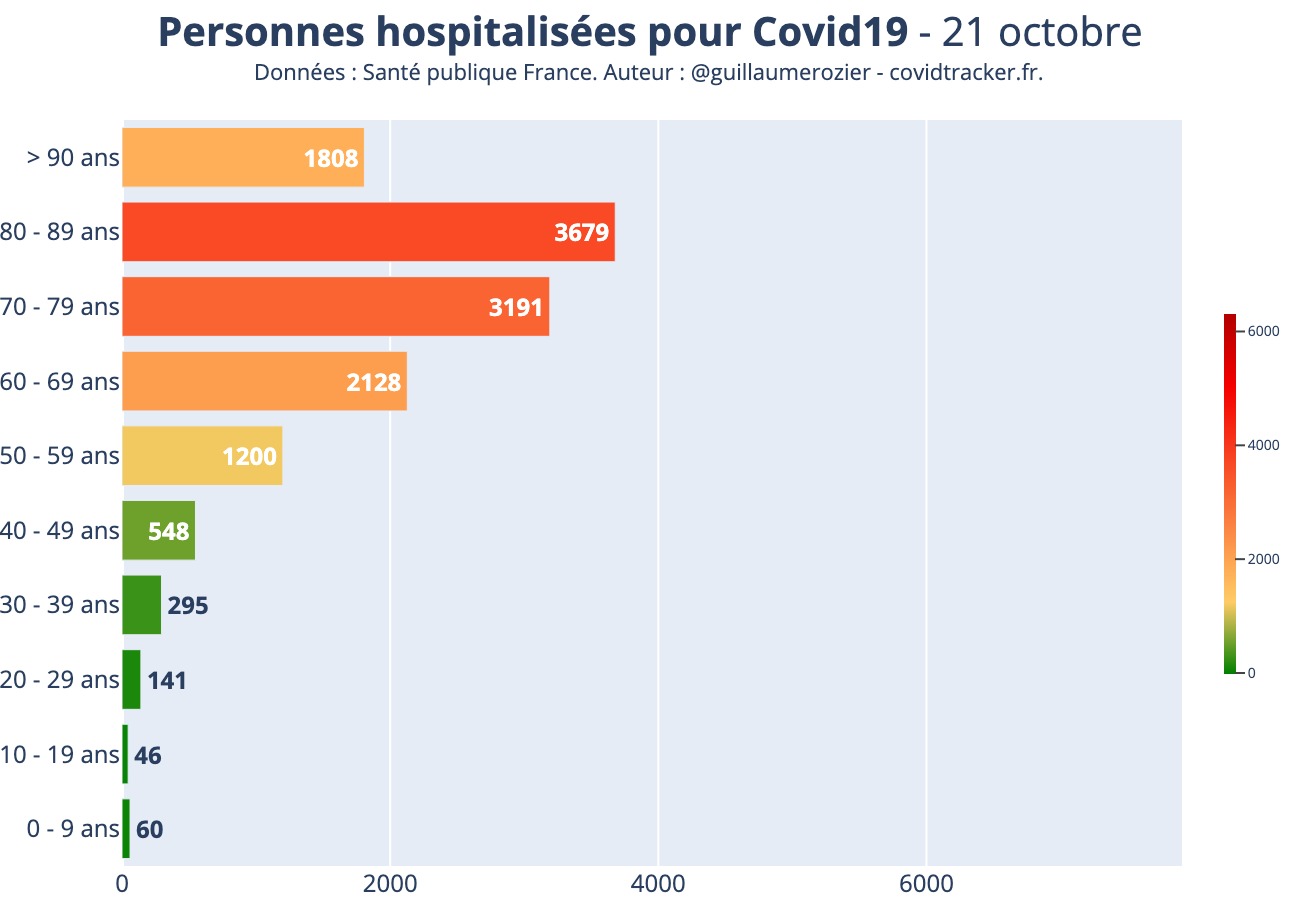 Personnes hospitalisées pour Covid19 - 21 octobre
Données : Santé publique France. Auteur : @guillaumerozier - covidtracker.fr.
> 90 ans 1808
80 - 89 ans 3679
70 - 79 ans 3191
60 - 69 ans 2128
50 - 59 ans 1200
40 - 49 ans 548
30 - 39 ans 295
20 - 29 ans 141
10 - 19 ans 46
0 - 9 ans 60
0 2000 4000 6000
6000
4000
2000
0